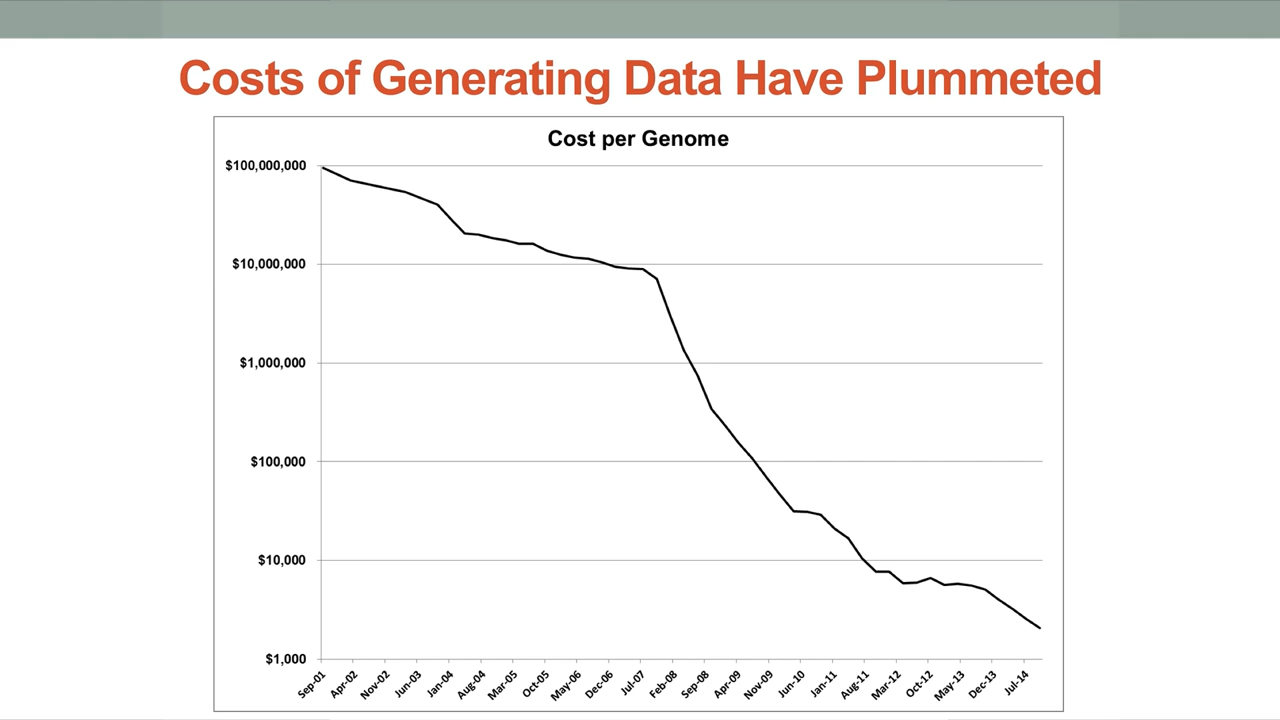 Costs of Generating Data Have Plummeted
Cost per Genome
$100,000,000
$10,000,000
$1,000,000
$100,000
$10,000
$1,000
Sep-01
Apr-02
Nov-02
Jun-03
Jan-04
Aug-04
Mar-05
Oct-05
May-06
Dec-06
Jul-07
Feb-08
Sep-08
Apr-09
Nov-09
Jun-10
Jan-11
Aug-11
Mar-12
Oct-12
May-13
Dec-13
Jul-14